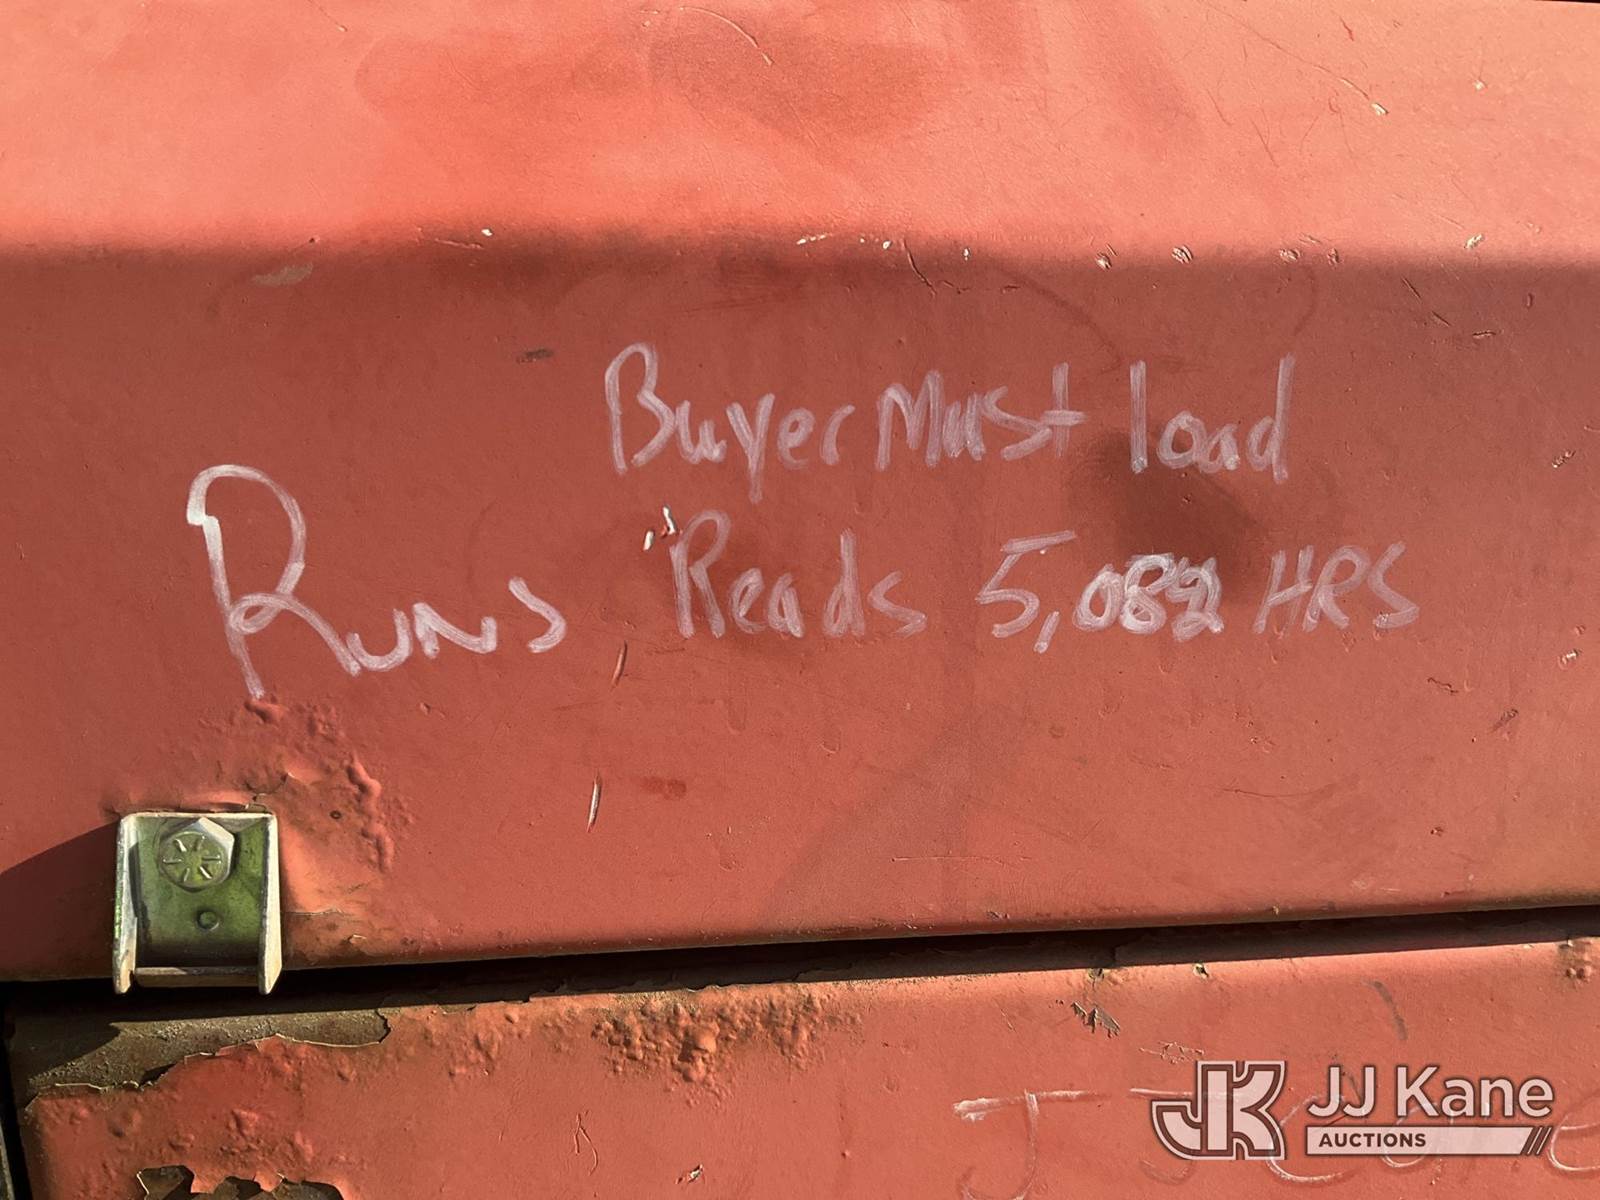 Buyer Must load
Runs
Reads 5,082 HRS
JJ Kane
AUCTIONS